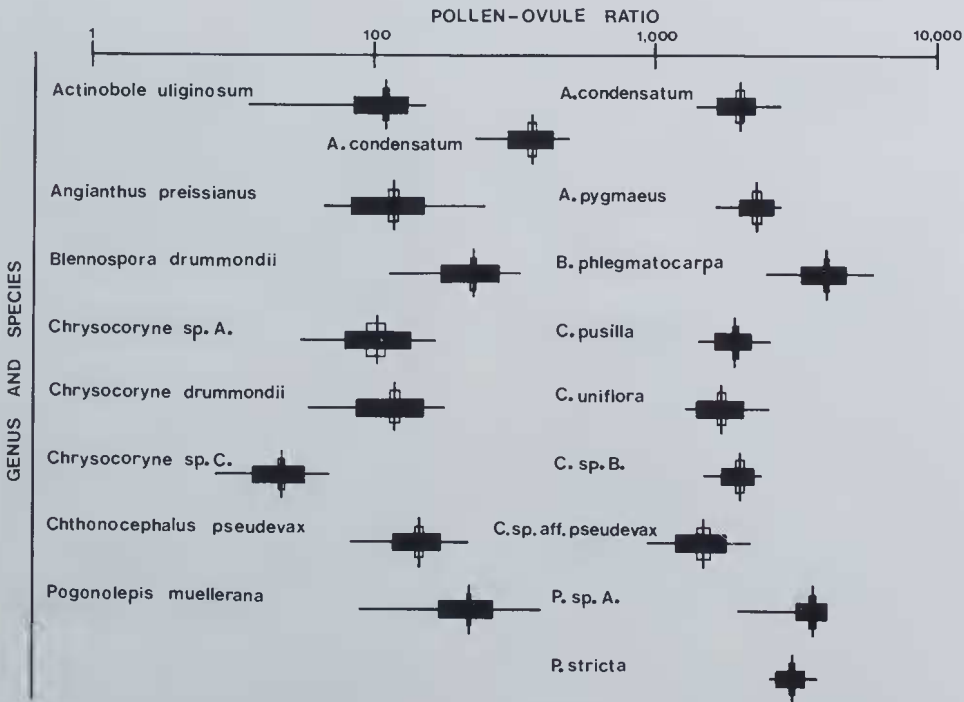 POLLEN-OVULE RATIO
1 100 1,000 10,000
GENUS AND SPECIES
Actinobole uliginosum A.condensatum
A.condensatum
Angianthus preissianus A.pygmaeus
Blennospora drummondii B.phlegmatocarpa
Chrysocoryne sp.A. C.pusilla
Chrysocoryne drummondii C.uniflora
Chrysocoryne sp.C. C.sp.B.
Chthonocephalus pseudevax C.sp.aff.pseudevax
Pogonolepis muellerana P.sp.A.
P.stricta